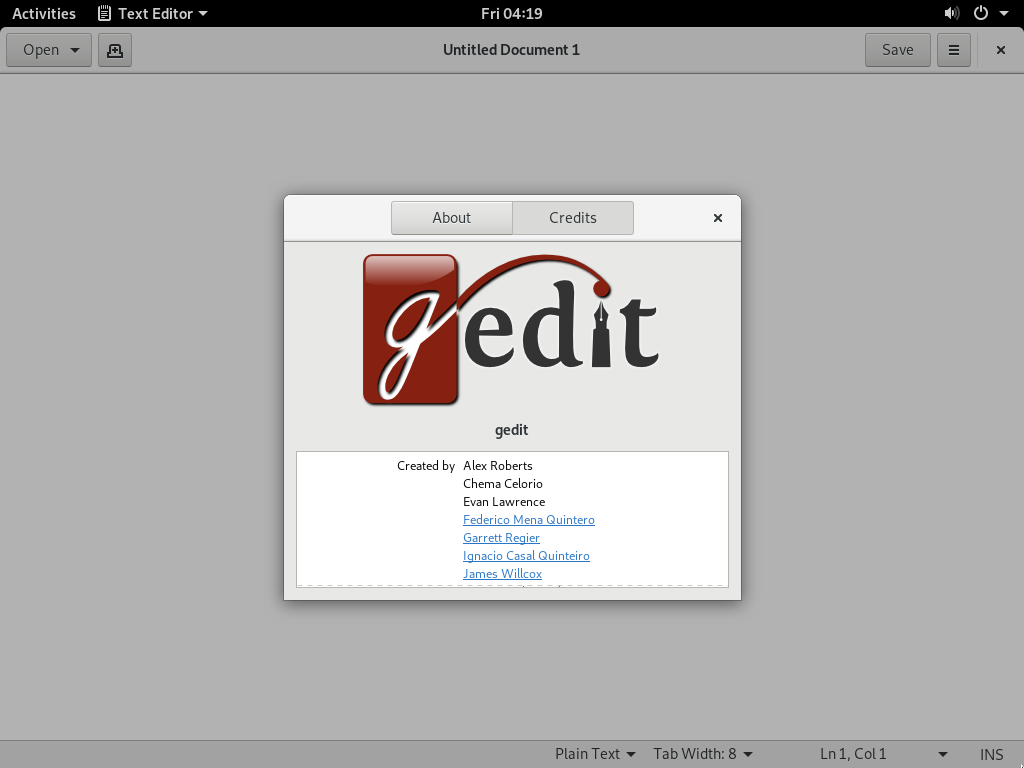 Activities Text Editor Fri 04:19
Open Untitled Document 1 Save
About Credits
gedit
gedit
Created by Alex Roberts
Chema Celorio
Evan Lawrence
Federico Mena Quintero
Garrett Regier
Ignacio Casal Quinteiro
James Willcox
Plain Text Tab Width: 8 Ln 1, Col 1 INS